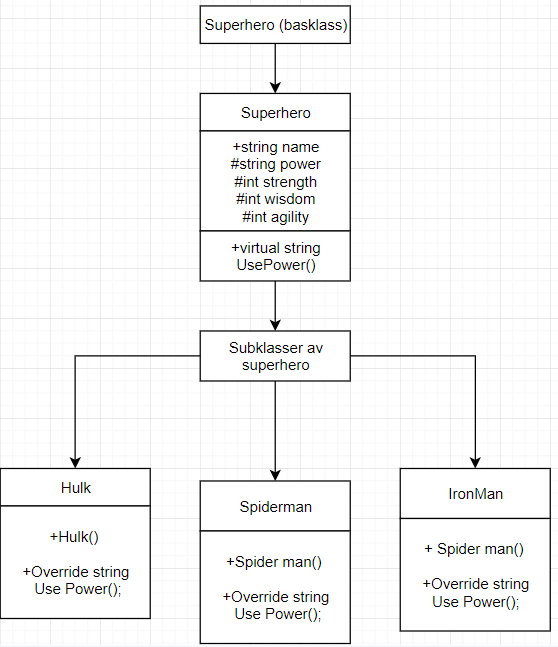 Superhero (basklass)
Superhero
+string name
#string power
#int strength
#int wisdom
#int agility
+virtual string
UsePower()
Subklasser av
superhero
Hulk
+Hulk()
+Override string
Use Power();
Spiderman
+Spider man()
+Override string
Use Power();
IronMan
+ Spider man()
+Override string
Use Power();